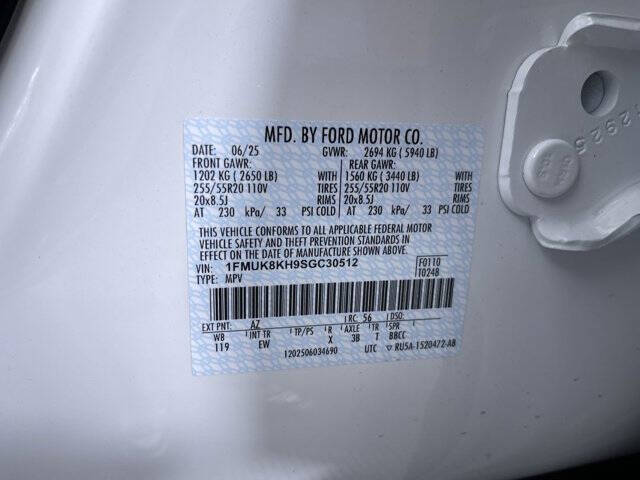 MFD. BY FORD MOTOR CO.
DATE: 06/25 GVWR: 2694 KG ( 5940 LB)
FRONT GAWR: REAR GAWR:
1202 KG ( 2650 LB) WITH 1560 KG ( 3440 LB) WITH
255/55R20 110V TIRES 255/55R20 110V TIRES
20x8.5J RIMS 20x8.5J RIMS
AT 230 kPa/ 33 PSI COLD AT 230 kPa/ 33 PSI COLD
THIS VEHICLE CONFORMS TO ALL APPLICABLE FEDERAL MOTOR
VEHICLE SAFETY AND THEFT PREVENTION STANDARDS IN
EFFECT ON THE DATE OF MANUFACTURE SHOWN ABOVE.
VIN: 1FMUK8KH9SGC30512 F0110
TYPE: MPV T0248
EXT PNT: AZ RC: 56 DSO:
WB INT TR TP/PS R AXLE TR SPR
119 EW X 3B T BBCC
1202506034690 UTC RU5A-1520472-AB
2925